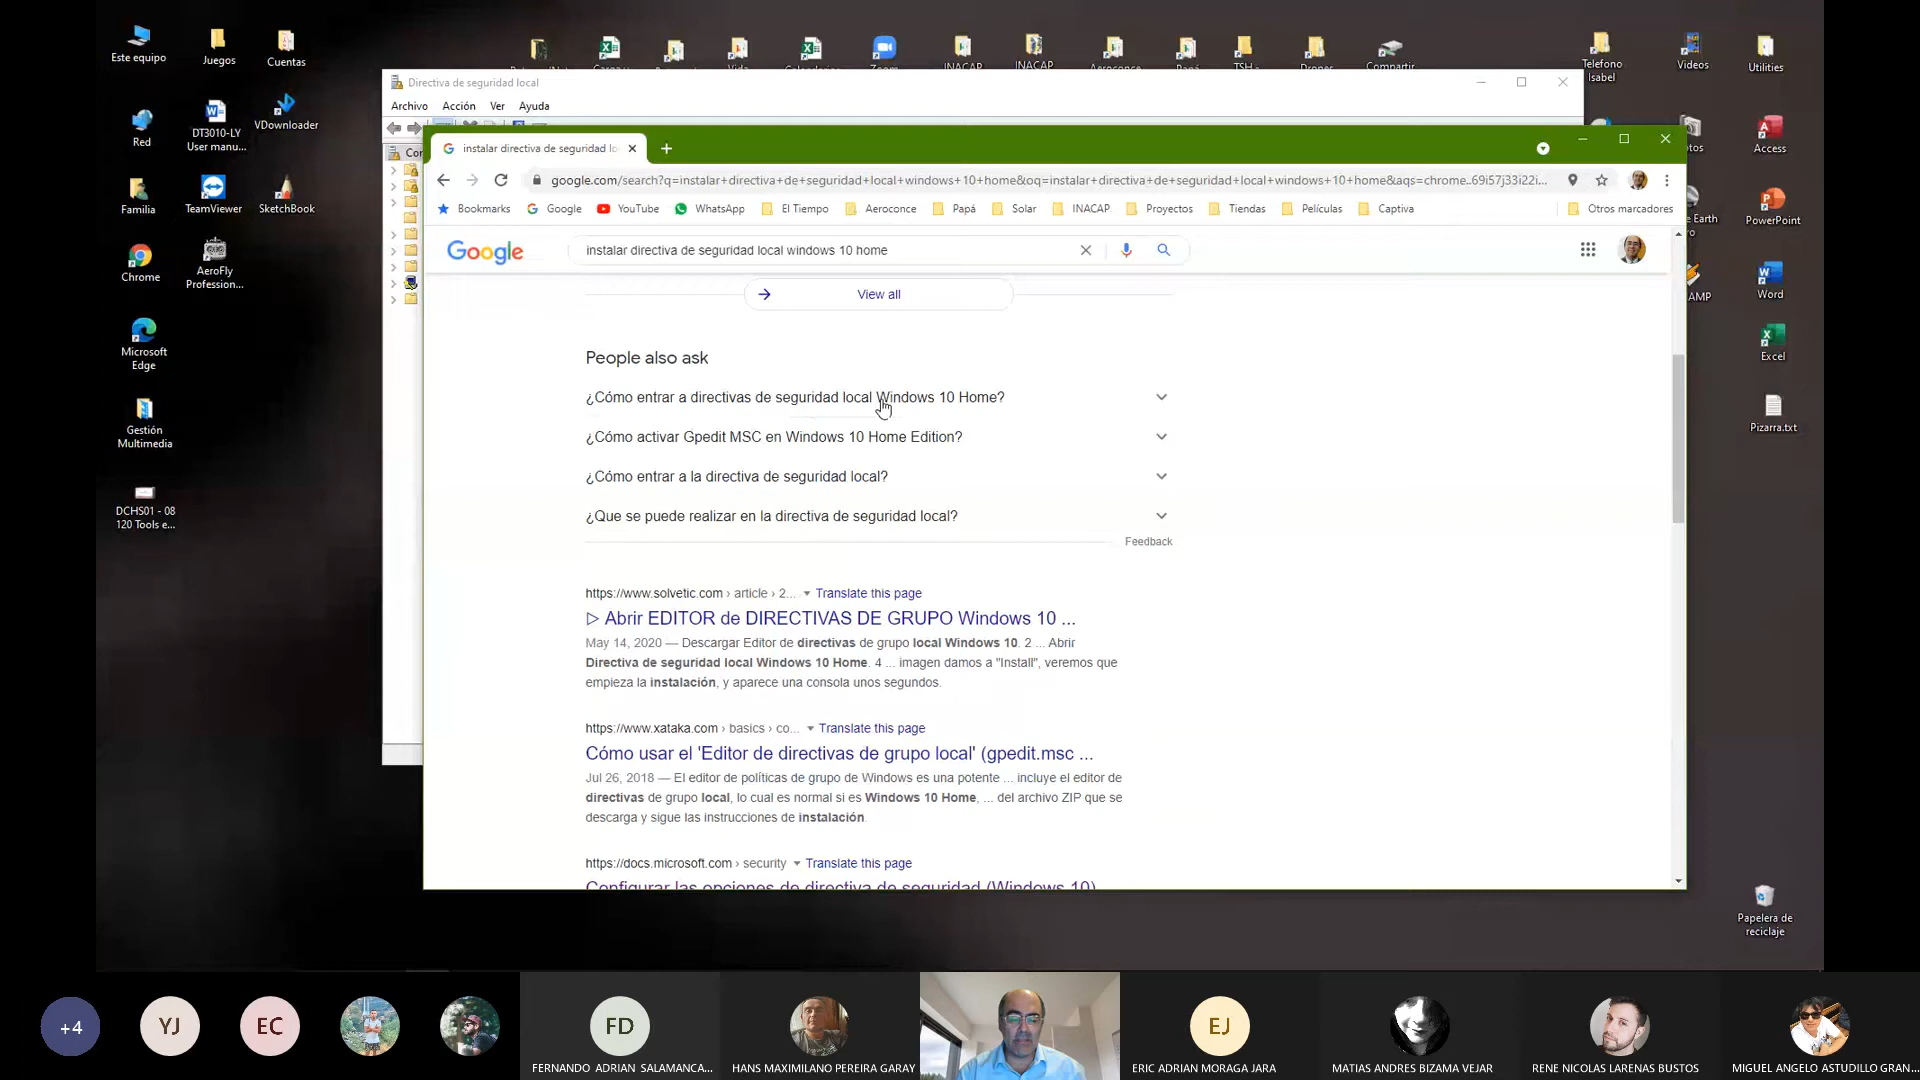 Este equipo
Juegos
Cuentas
Red
DT3010-LY
User manu...
VDownloader
Familia
TeamViewer
SketchBook
Chrome
AeroFly
Profession...
Microsoft
Edge
Gestión
Multimedia
DCHS01 - 08
120 Tools e...
Zoom
INACAP
INACAP
Aeroconce
Papá
TSH -
Drones
Compartir
Telefono
Isabel
Videos
Utilities
Access
PowerPoint
Word
Excel
Pizarra.txt
Papelera de
reciclaje
Directiva de seguridad local
Archivo Acción Ver Ayuda
instalar directiva de seguridad lo
google.com/search?q=instalar+directiva+de+seguridad+local+windows+10+home&oq=instalar+directiva+de+seguridad+local+windows+10+home&aqs=chrome..69i57j33i22i...
Bookmarks Google YouTube WhatsApp El Tiempo Aeroconce Papá Solar INACAP Proyectos Tiendas Películas Captiva Otros marcadores
Google
instalar directiva de seguridad local windows 10 home
View all
People also ask
¿Cómo entrar a directivas de seguridad local Windows 10 Home?
¿Cómo activar Gpedit MSC en Windows 10 Home Edition?
¿Cómo entrar a la directiva de seguridad local?
¿Que se puede realizar en la directiva de seguridad local?
Feedback
https://www.solvetic.com › article › 2... Translate this page
▷ Abrir EDITOR de DIRECTIVAS DE GRUPO Windows 10 ...
May 14, 2020 — Descargar Editor de directivas de grupo local Windows 10. 2 ... Abrir
Directiva de seguridad local Windows 10 Home. 4 ... imagen damos a "Install", veremos que
empieza la instalación, y aparece una consola unos segundos.
https://www.xataka.com › basics › co... Translate this page
Cómo usar el 'Editor de directivas de grupo local' (gpedit.msc ...
Jul 26, 2018 — El editor de políticas de grupo de Windows es una potente ... incluye el editor de
directivas de grupo local, lo cual es normal si es Windows 10 Home, ... del archivo ZIP que se
descarga y sigue las instrucciones de instalación.
https://docs.microsoft.com › security Translate this page
Configurar las opciones de directiva de seguridad (Windows 10)
+4
YJ
EC
FD
EJ
FERNANDO ADRIAN SALAMANCA...
HANS MAXIMILANO PEREIRA GARAY
ERIC ADRIAN MORAGA JARA
MATIAS ANDRES BIZAMA VEJAR
RENE NICOLAS LARENAS BUSTOS
MIGUEL ANGELO ASTUDILLO GRAN...